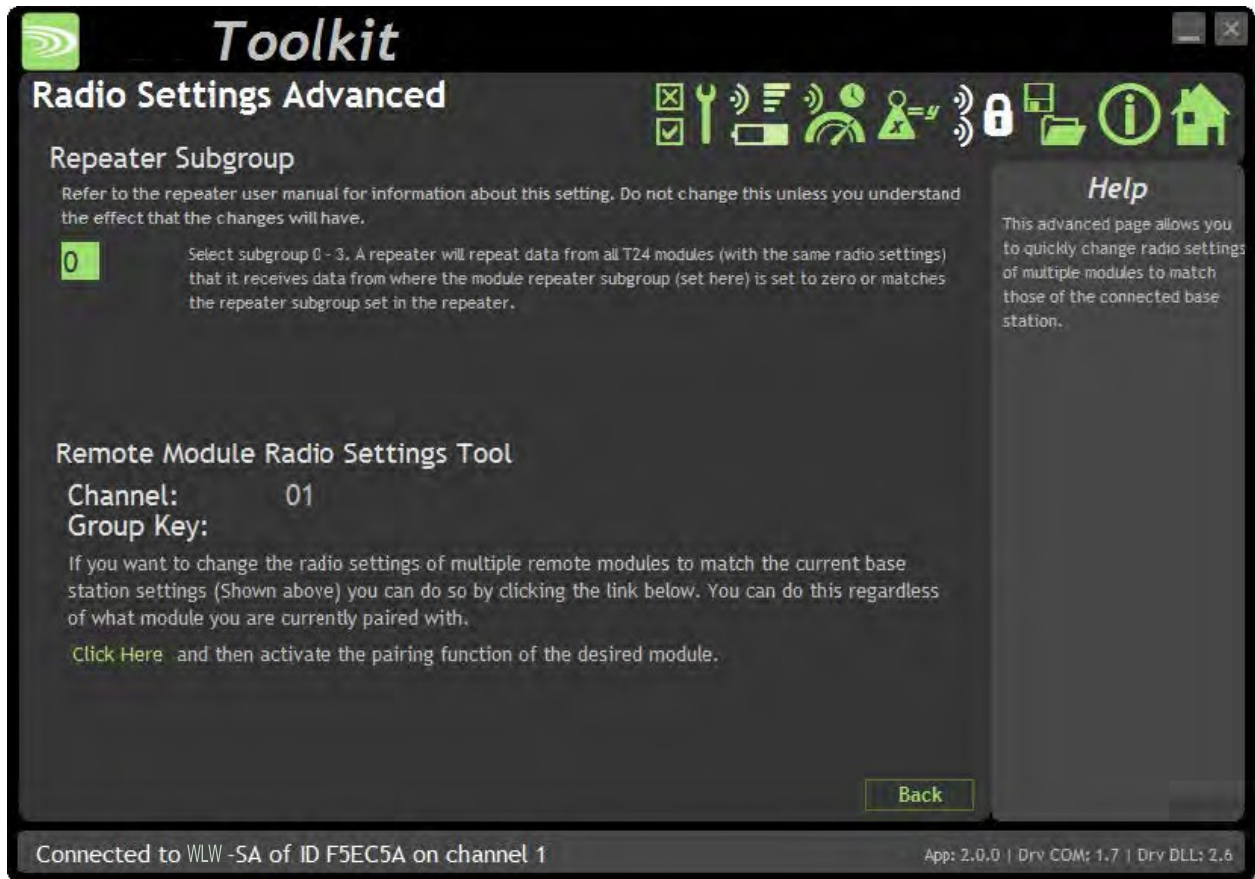 Toolkit
Radio Settings Advanced
x =y
i
Repeater Subgroup
Refer to the repeater user manual for information about this setting. Do not change this unless you understand
the effect that the changes will have.
0
Select subgroup 0 - 3. A repeater will repeat data from all T24 modules (with the same radio settings)
that it receives data from where the module repeater subgroup (set here) is set to zero or matches
the repeater subgroup set in the repeater.
Remote Module Radio Settings Tool
Channel: 01
Group Key:
If you want to change the radio settings of multiple remote modules to match the current base
station settings (Shown above) you can do so by clicking the link below. You can do this regardless
of what module you are currently paired with.
Click Here and then activate the pairing function of the desired module.
Back
Help
This advanced page allows you
to quickly change radio settings
of multiple modules to match
those of the connected base
station.
Connected to WLW -SA of ID F5EC5A on channel 1
App: 2.0.0 | Drv COM: 1.7 | Drv DLL: 2.6